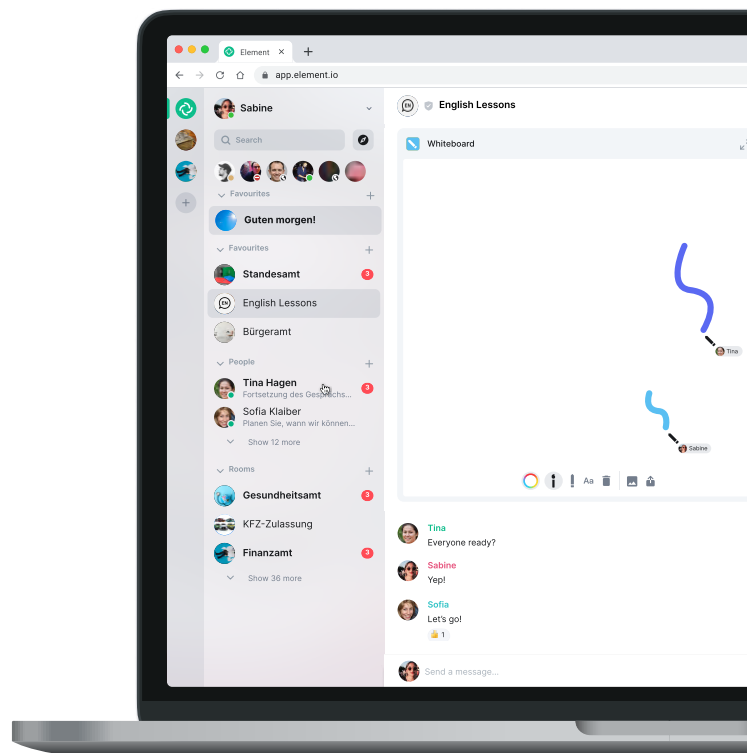 Element
app.element.io
Sabine
Search
Favourites
Guten morgen!
Favourites
Standesamt 3
EN English Lessons
Bürgeramt
People
Tina Hagen 3
Fortsetzung des Gesprächs...
Sofia Klaiber
Planen Sie, wann wir können...
Show 12 more
Rooms
Gesundheitsamt 3
KFZ-Zulassung
Finanzamt 3
Show 36 more
EN English Lessons
Whiteboard
Tina
Sabine
Aa
Tina
Everyone ready?
Sabine
Yep!
Sofia
Let's go!
👍 1
Send a message...